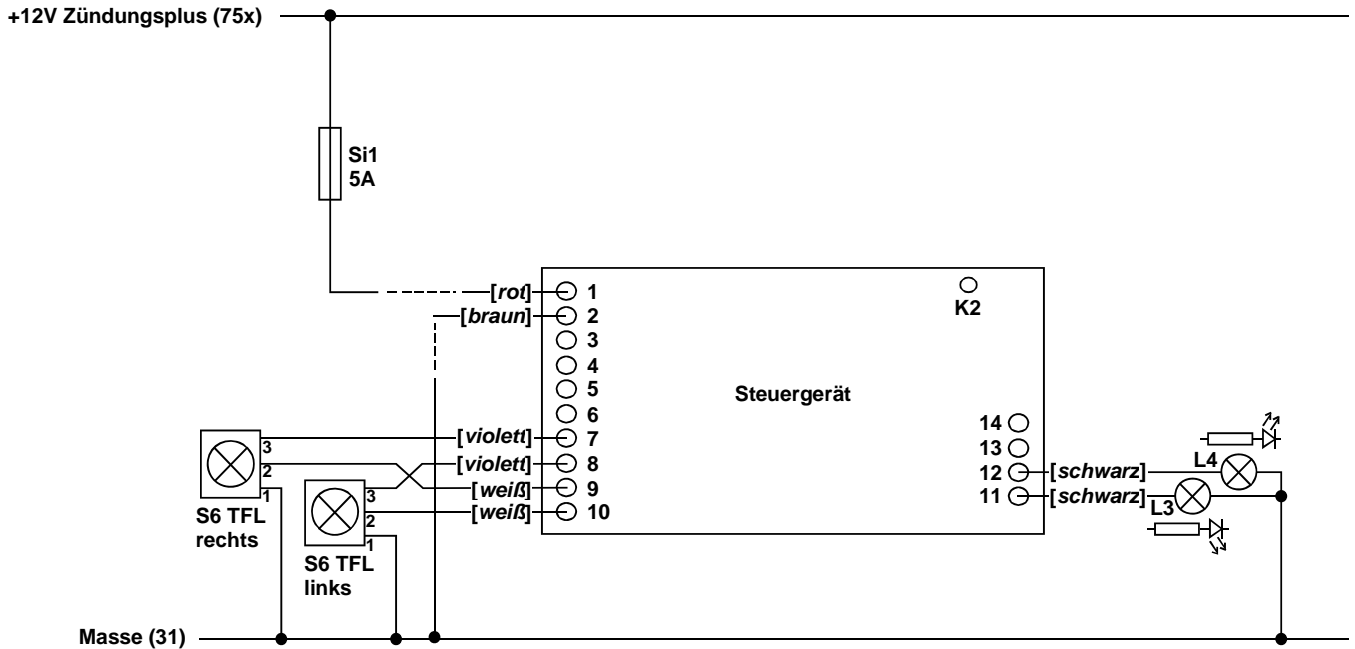 +12V Zündungsplus (75x)
Si1
5A
[rot]
1
[braun]
2
3
4
5
6
[violett]
7
[violett]
8
[weiß]
9
[weiß]
10
K2
Steuergerät
14
13
12
[schwarz]
L4
11
[schwarz]
L3
3
2
1
S6 TFL
rechts
3
2
1
S6 TFL
links
Masse (31)